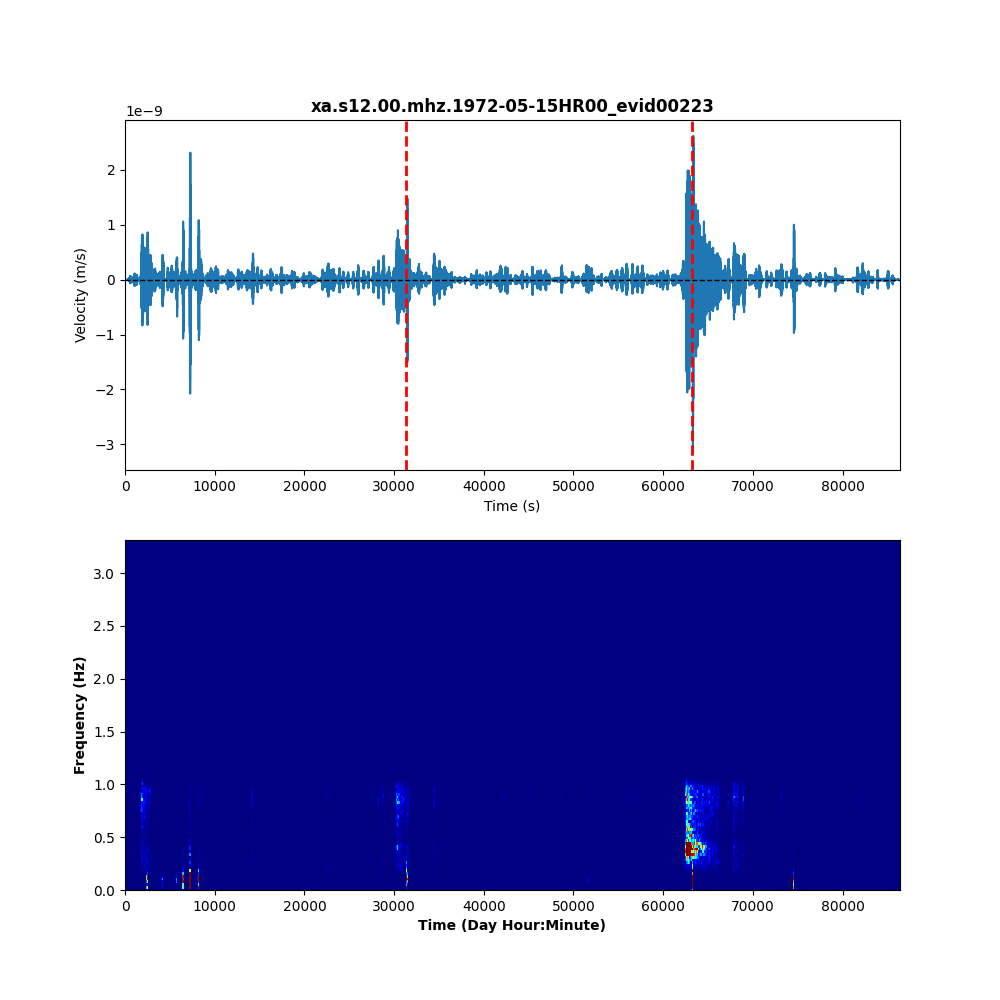 xa.s12.00.mhz.1972-05-15HR00_evid00223
1e−9
Velocity (m/s)
2
1
0
−1
−2
−3
0 10000 20000 30000 40000 50000 60000 70000 80000
Time (s)
Frequency (Hz)
3.0
2.5
2.0
1.5
1.0
0.5
0.0
0 10000 20000 30000 40000 50000 60000 70000 80000
Time (Day Hour:Minute)